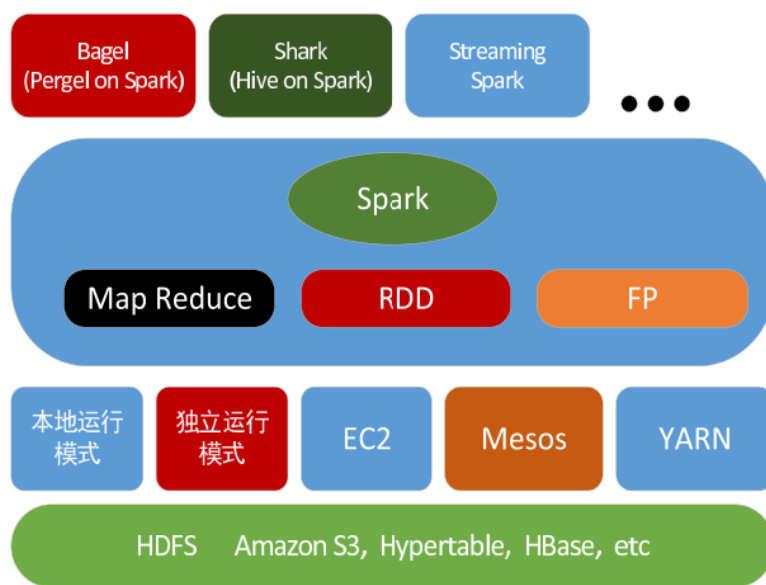 Bagel
(Pergel on Spark)
Shark
(Hive on Spark)
Streaming
Spark
•••
Spark
Map Reduce
RDD
FP
本地运行
模式
独立运行
模式
EC2
Mesos
YARN
HDFS Amazon S3, Hypertable, HBase, etc